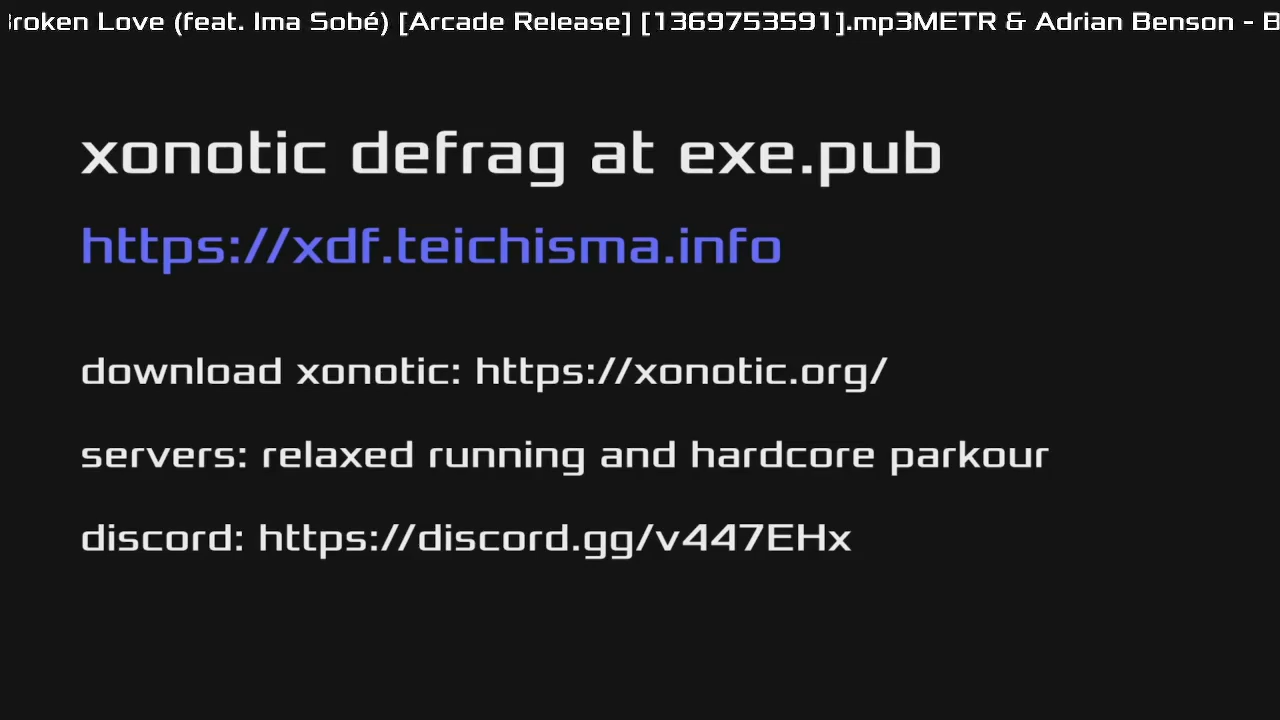 roken Love (feat. Ima Sobé) [Arcade Release] [1369753591].mp3METR & Adrian Benson - B
xonotic defrag at exe.pub
https://xdf.teichisma.info
download xonotic: https://xonotic.org/
servers: relaxed running and hardcore parkour
discord: https://discord.gg/v447EHx